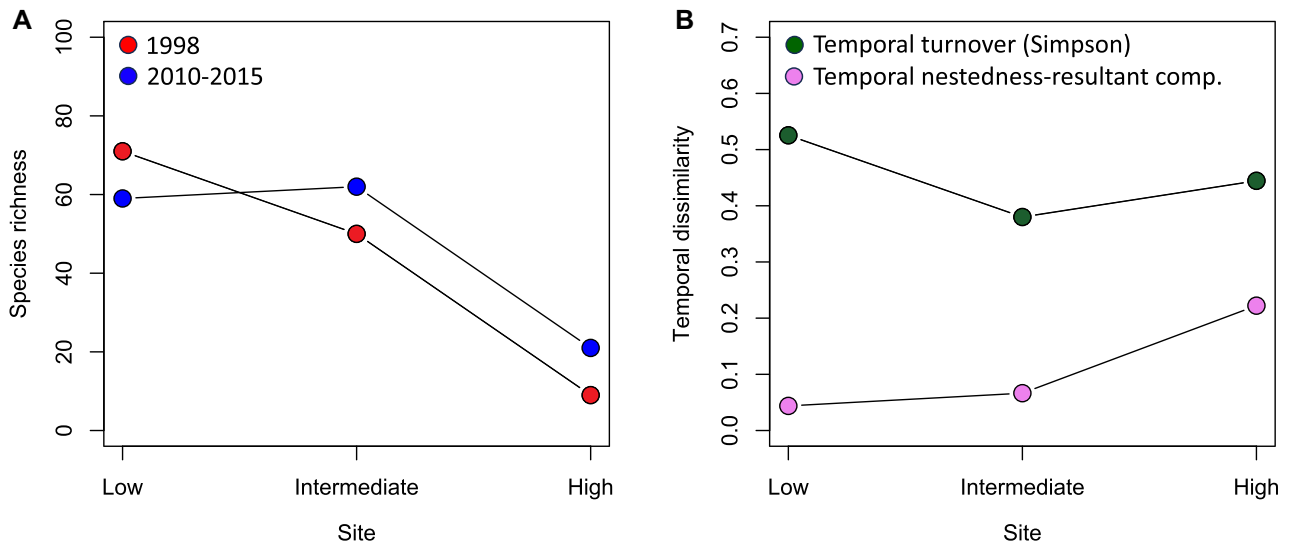 A
Species richness
100
80
60
40
20
0
1998
2010-2015
Low
Intermediate
High
Site
B
Temporal dissimilarity
0.7
0.6
0.5
0.4
0.3
0.2
0.1
0.0
Temporal turnover (Simpson)
Temporal nestedness-resultant comp.
Low
Intermediate
High
Site